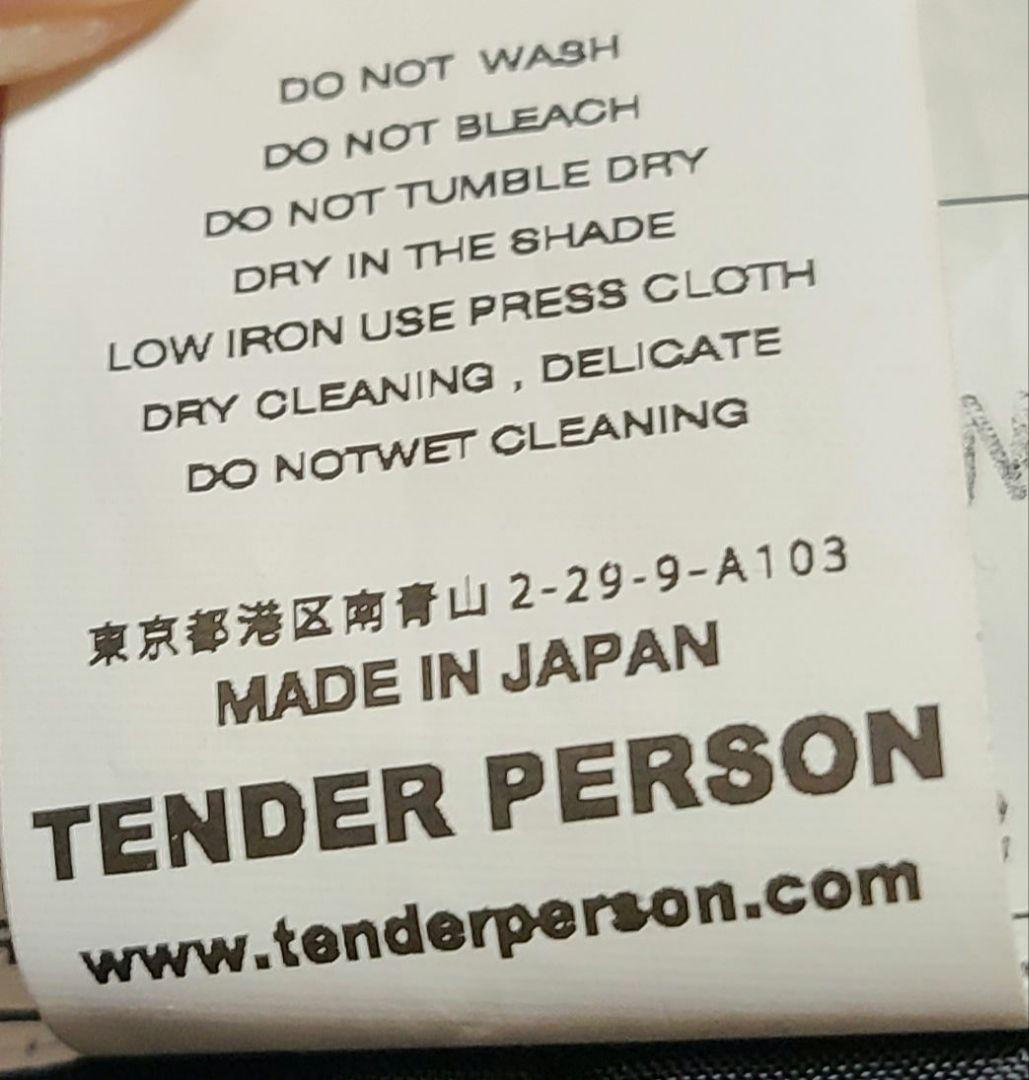 DO NOT WASH
DO NOT BLEACH
DO NOT TUMBLE DRY
DRY IN THE SHADE
LOW IRON USE PRESS CLOTH
DRY CLEANING , DELICATE
DO NOTWET CLEANING
東京都港区南青山 2-29-9-A103
MADE IN JAPAN
TENDER PERSON
www.tenderperson.com